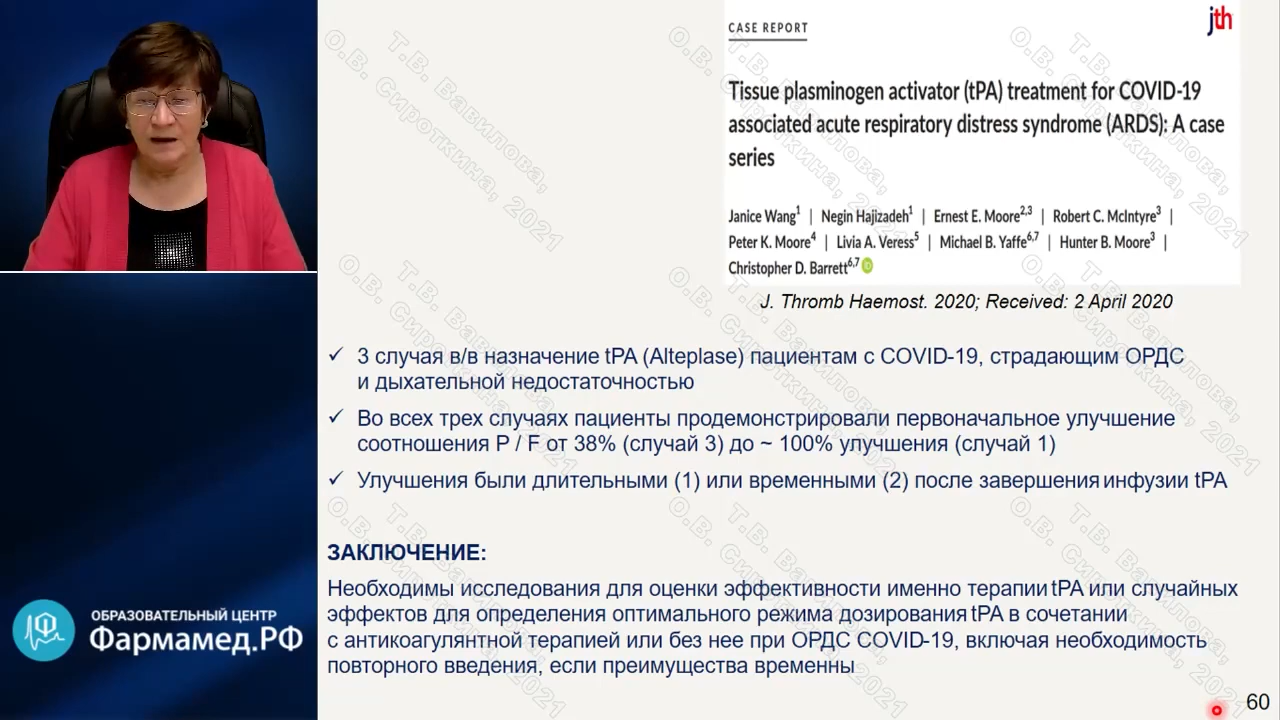 CASE REPORT
jth
Tissue plasminogen activator (tPA) treatment for COVID-19
associated acute respiratory distress syndrome (ARDS): A case
series
Janice Wang1 | Negin Hajizadeh1 | Ernest E. Moore2,3 | Robert C. McIntyre3 |
Peter K. Moore4 | Livia A. Veress5 | Michael B. Yaffe6,7 | Hunter B. Moore3 |
Christopher D. Barrett6,7 iD
J. Thromb Haemost. 2020; Received: 2 April 2020
✓ 3 случая в/в назначение tPA (Alteplase) пациентам с COVID-19, страдающим ОРДС
и дыхательной недостаточностью
✓ Во всех трех случаях пациенты продемонстрировали первоначальное улучшение
соотношения P / F от 38% (случай 3) до ~ 100% улучшения (случай 1)
✓ Улучшения были длительными (1) или временными (2) после завершения инфузии tPA
ЗАКЛЮЧЕНИЕ:
Необходимы исследования для оценки эффективности именно терапии tPA или случайных
эффектов для определения оптимального режима дозирования tPA в сочетании
с антикоагулянтной терапией или без нее при ОРДС COVID-19, включая необходимость
повторного введения, если преимущества временны
60
ОБРАЗОВАТЕЛЬНЫЙ ЦЕНТР
Фармамед.РФ
Т.В. Вавилова,
О.В. Сироткина, 2021